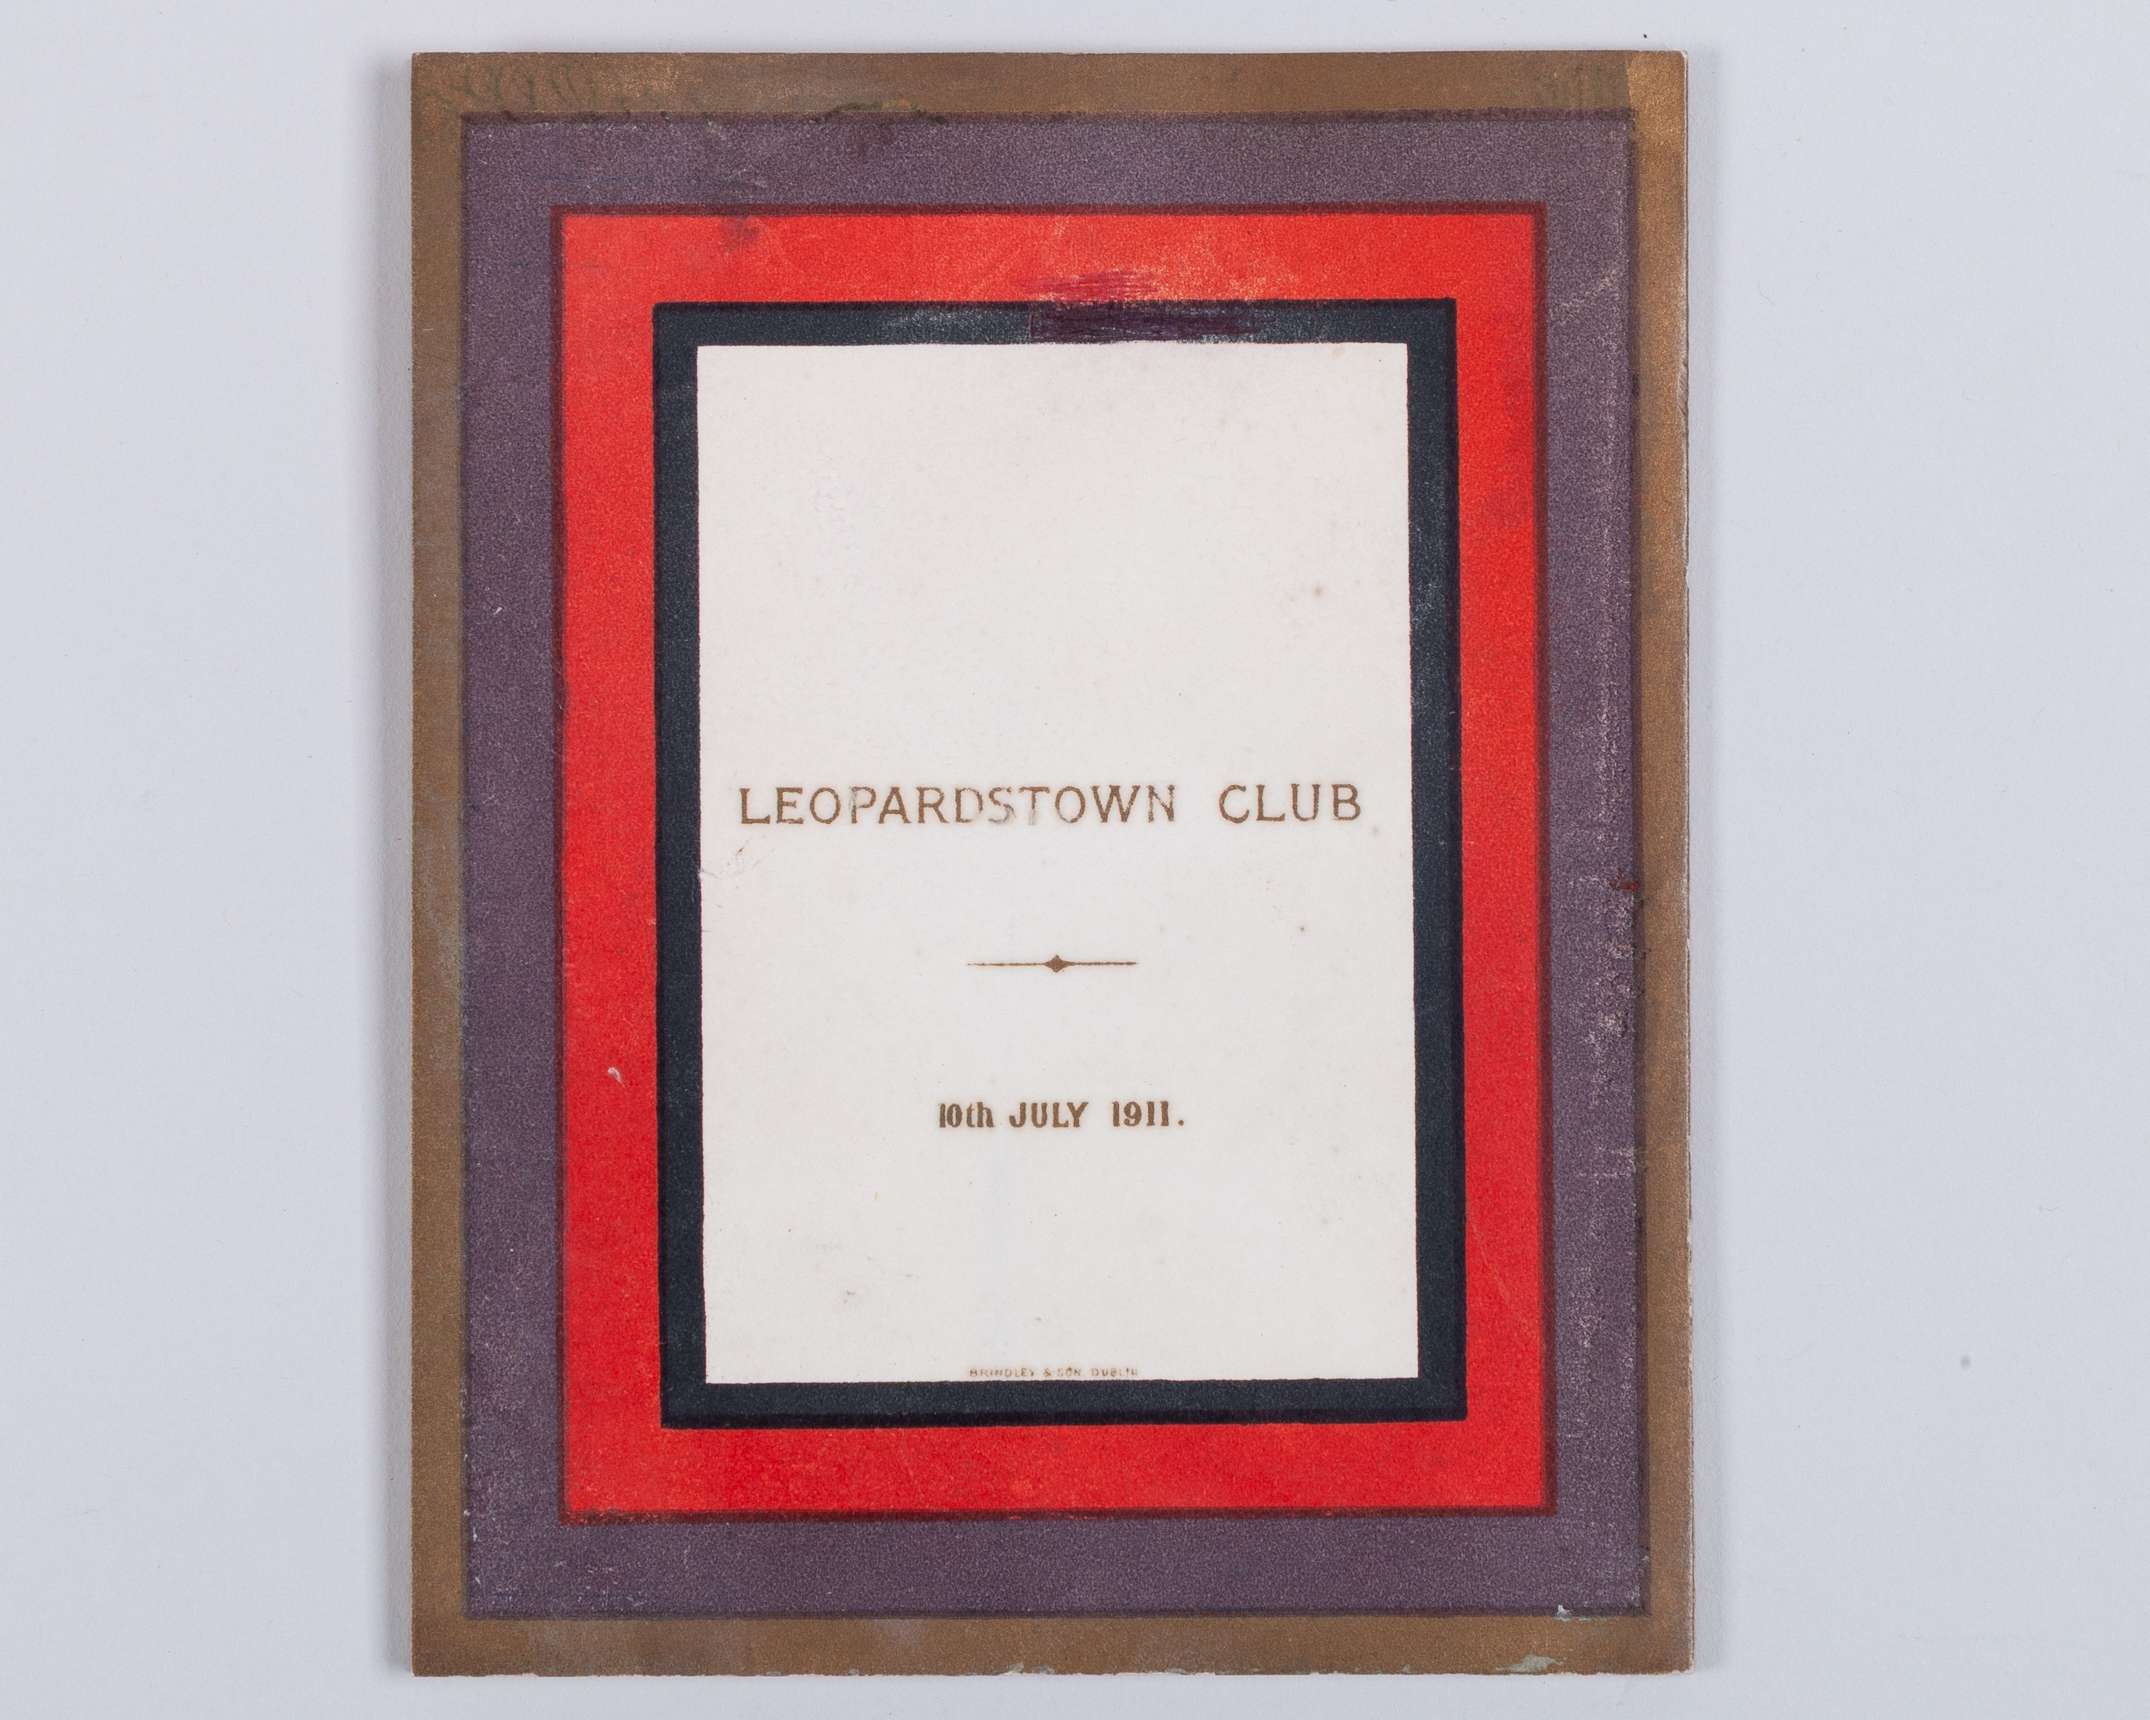 LEOPARDSTOWN CLUB
10th JULY 1911.
BRINDLEY & SON, DUBLIN